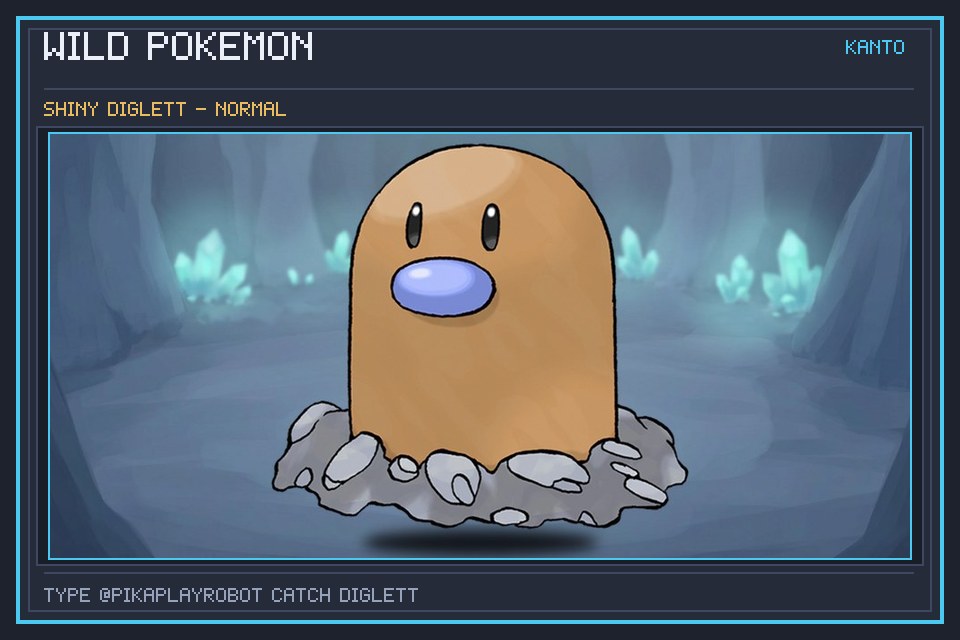 WILD POKEMON
KANTO
SHINY DIGLETT - NORMAL
TYPE @PIKAPLAYROBOT CATCH DIGLETT